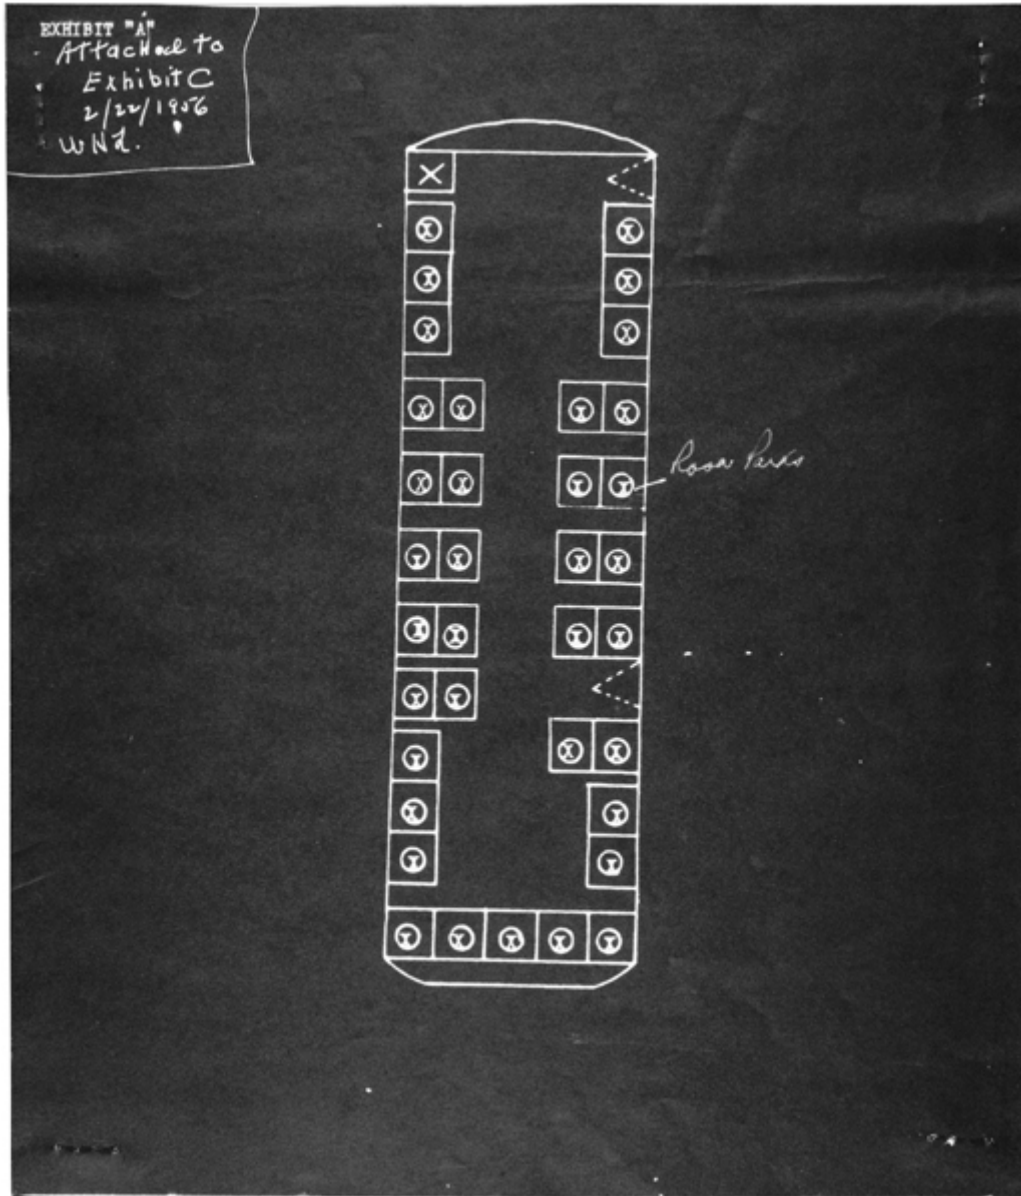 EXHIBIT "A"
Attached to
Exhibit C
2/22/1956
WNL.
X
Rosa Parks